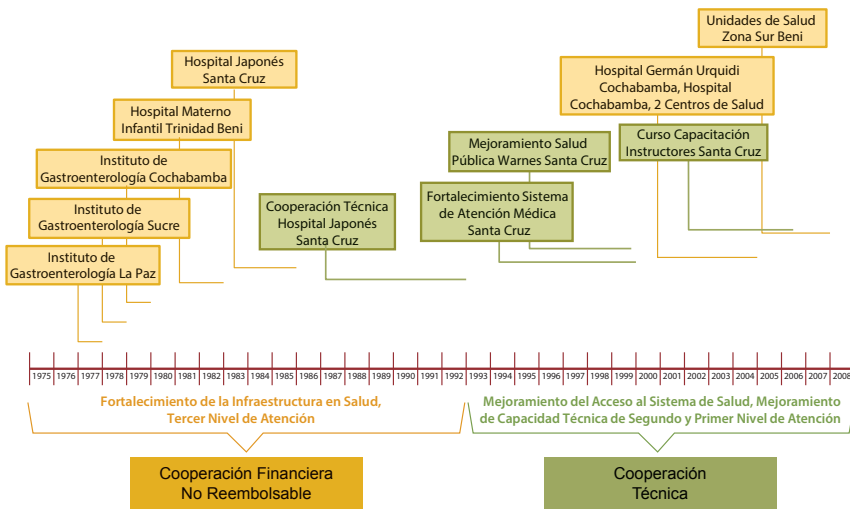 Unidades de Salud
Zona Sur Beni
Hospital Japonés
Santa Cruz
Hospital Germán Urquidi
Cochabamba, Hospital
Cochabamba, 2 Centros de Salud
Hospital Materno
Infantil Trinidad Beni
Curso Capacitación
Instructores Santa Cruz
Mejoramiento Salud
Pública Warnes Santa Cruz
Instituto de
Gastroenterología Cochabamba
Cooperación Técnica
Hospital Japonés
Santa Cruz
Fortalecimiento Sistema
de Atención Médica
Santa Cruz
Instituto de
Gastroenterología Sucre
Instituto de
Gastroenterología La Paz
1975 1976 1977 1978 1979 1980 1981 1982 1983 1984 1985 1986 1987 1988 1989 1990 1991 1992 1993 1994 1995 1996 1997 1998 1999 2000 2001 2002 2003 2004 2005 2006 2007 2008
Fortalecimiento de la Infraestructura en Salud,
Tercer Nivel de Atención
Mejoramiento del Acceso al Sistema de Salud, Mejoramiento
de Capacidad Técnica de Segundo y Primer Nivel de Atención
Cooperación Financiera
No Reembolsable
Cooperación
Técnica